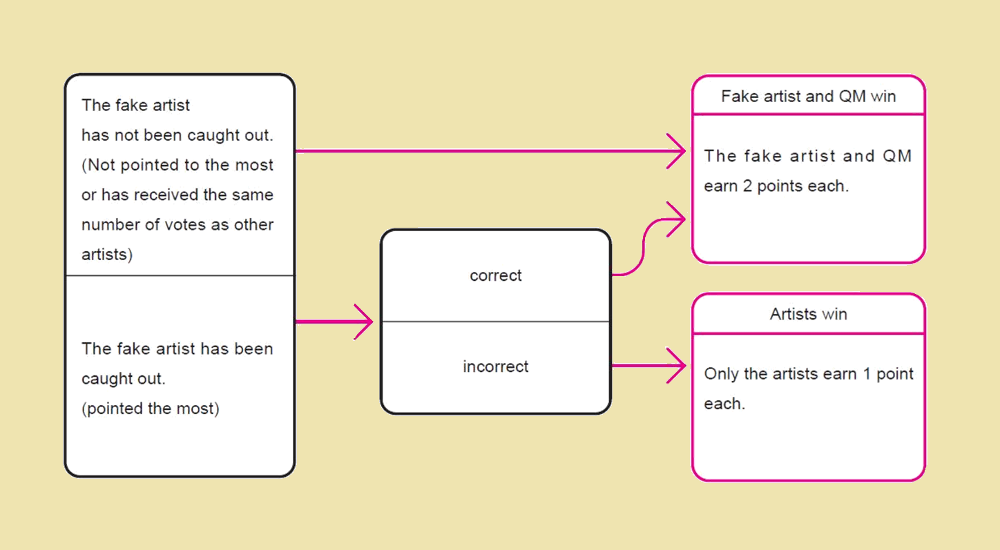 The fake artist
has not been caught out.
(Not pointed to the most
or has received the same
number of votes as other
artists)
The fake artist has been
caught out.
(pointed the most)
correct
incorrect
Fake artist and QM win
The fake artist and QM
earn 2 points each.
Artists win
Only the artists earn 1 point
each.